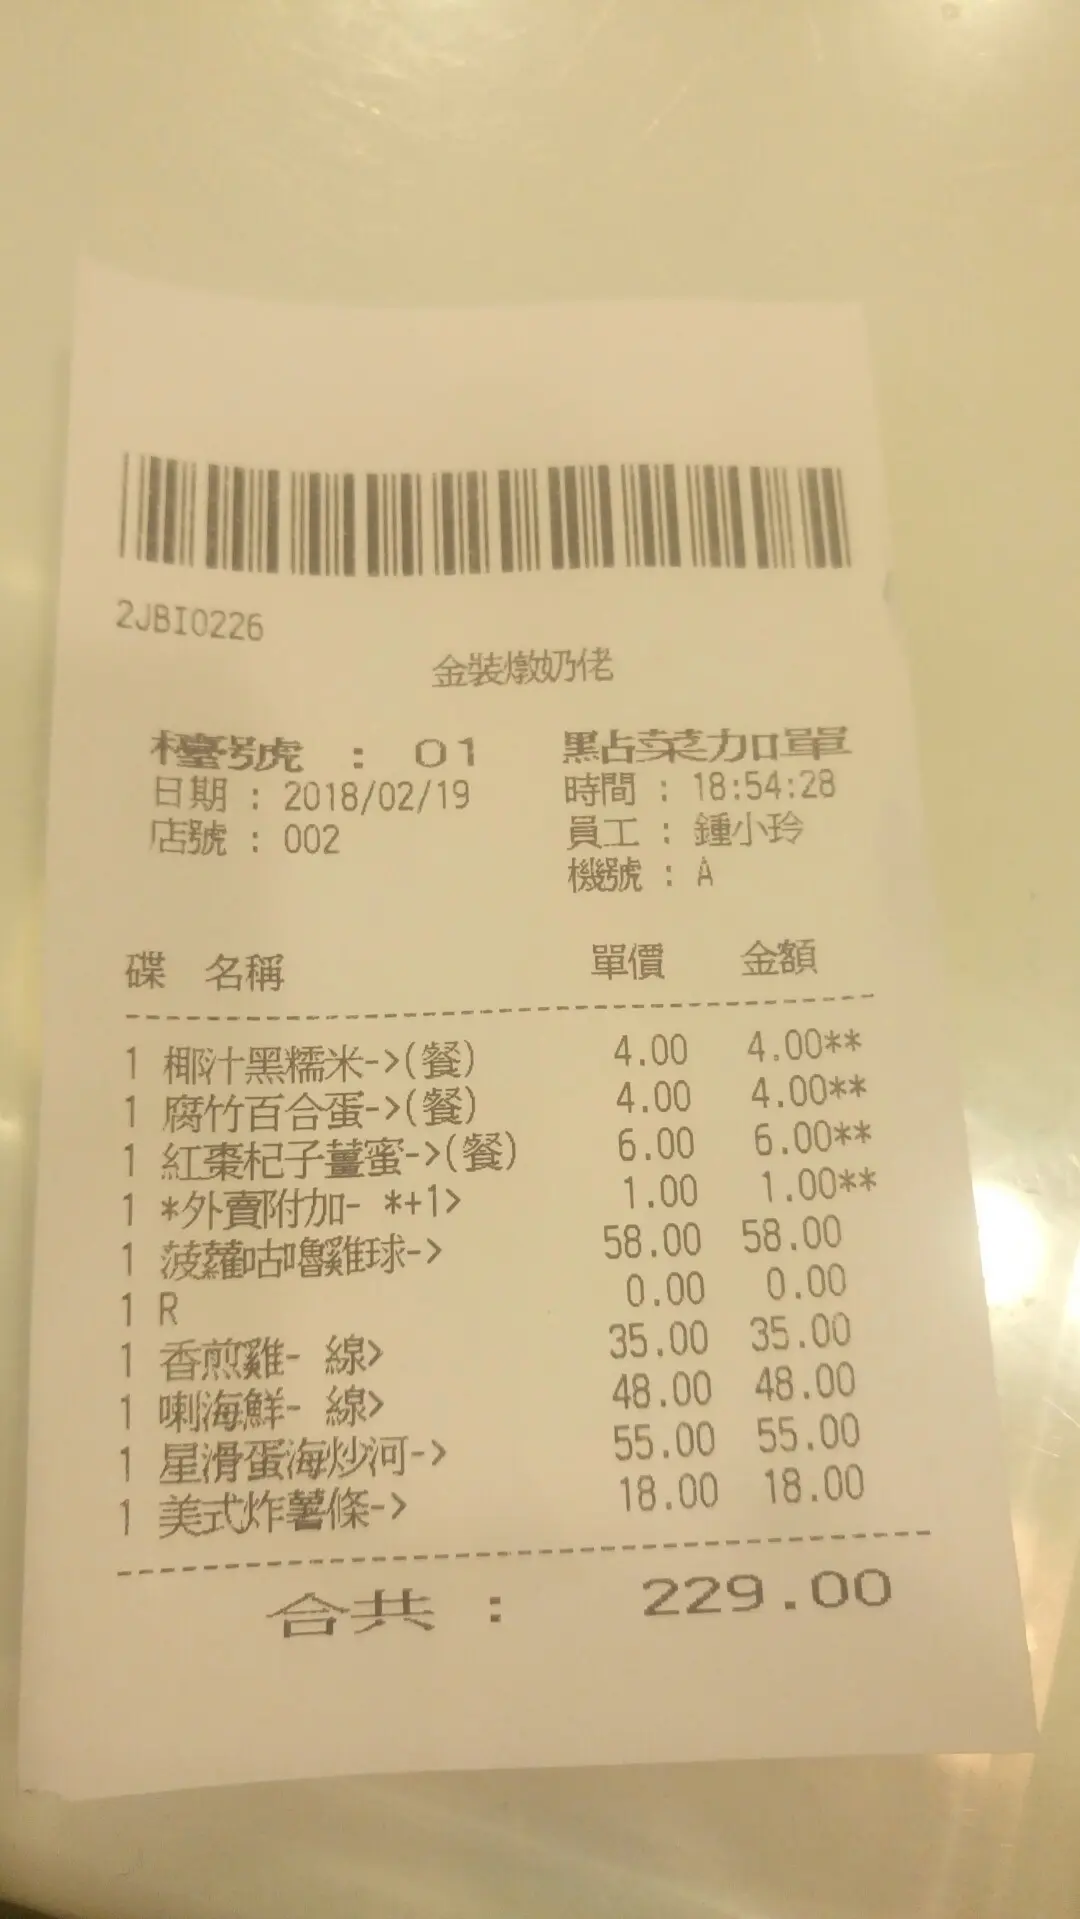 2JBI0226
金裝燉奶佬
檯號 : 01 點菜加單
日期 : 2018/02/19 時間 : 18:54:28
店號 : 002 員工 : 鍾小玲
機號 : A
碟 名稱 單價 金額
1 椰汁黑糯米->(餐) 4.00 4.00**
1 腐竹百合蛋->(餐) 4.00 4.00**
1 紅棗杞子薑蜜->(餐) 6.00 6.00**
1 *外賣附加- *+1> 1.00 1.00**
1 菠蘿咕嚕雞球-> 58.00 58.00
1 R 0.00 0.00
1 香煎雞- 線> 35.00 35.00
1 喇海鮮- 線> 48.00 48.00
1 星滑蛋海炒河-> 55.00 55.00
1 美式炸薯條-> 18.00 18.00
合共 : 229.00